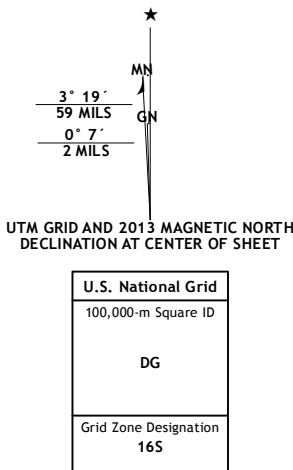 MN
3° 19´
59 MILS
GN
0° 7´
2 MILS
UTM GRID AND 2013 MAGNETIC NORTH
DECLINATION AT CENTER OF SHEET
U.S. National Grid
100,000-m Square ID
DG
Grid Zone Designation
16S